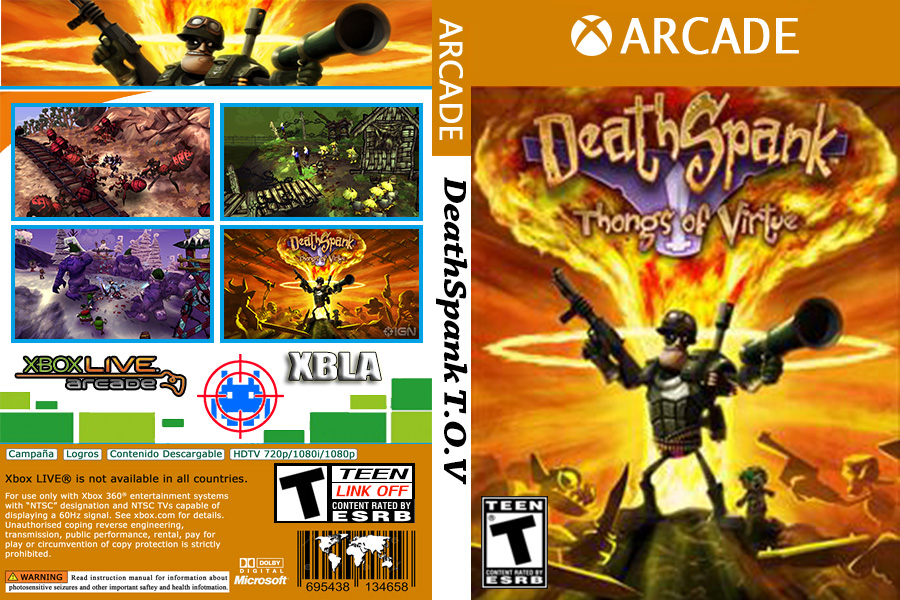 DeathSpank
Thongs of Virtue
IGN
XBOX LIVE
arcade
XBLA
Campaña
Logros
Contenido Descargable
HDTV 720p/1080i/1080p
Xbox LIVE® is not available in all countries.
For use only with Xbox 360® entertainment systems
with “NTSC” designation and NTSC TVs capable of
displaying a 60Hz signal. See xbox.com for details.
Unauthorised coping reverse engineering,
transmission, public performance, rental, pay for
play or circumvention of copy protection is strictly
prohibited.
WARNING Read instruction manual for information about
photosensitive seizures and other important saftey and health infotmation.
DOLBY
DIGITAL
Microsoft
T
TEEN
LINK OFF
CONTENT RATED BY
ESRB
695438 134658
ARCADE
DeathSpank T.O.V
ARCADE
DeathSpank
Thongs of Virtue
TEEN
T
CONTENT RATED BY
ESRB